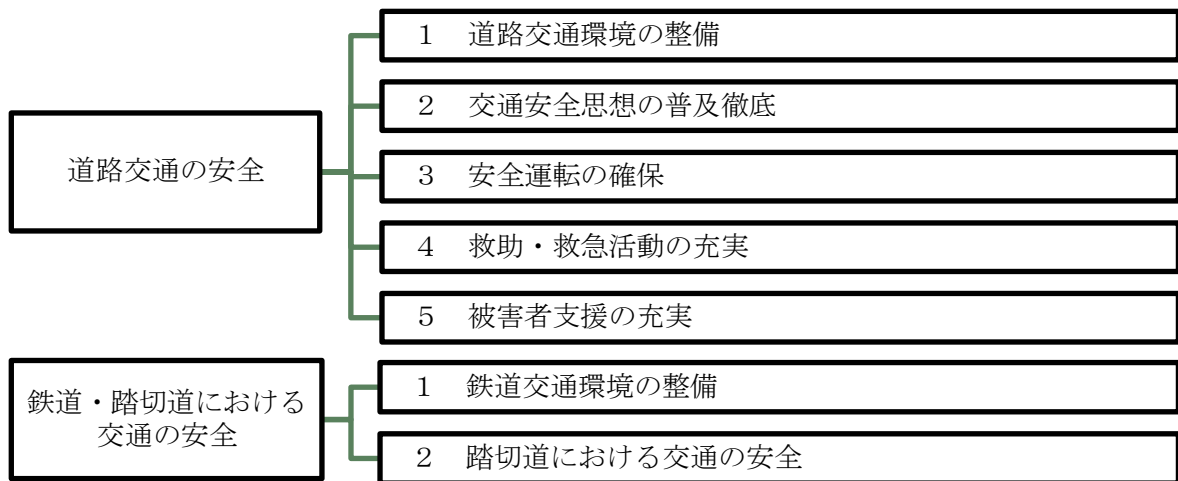 道路交通の安全
１　道路交通環境の整備
２　交通安全思想の普及徹底
３　安全運転の確保
４　救助・救急活動の充実
５　被害者支援の充実
鉄道・踏切道における
交通の安全
１　鉄道交通環境の整備
２　踏切道における交通の安全